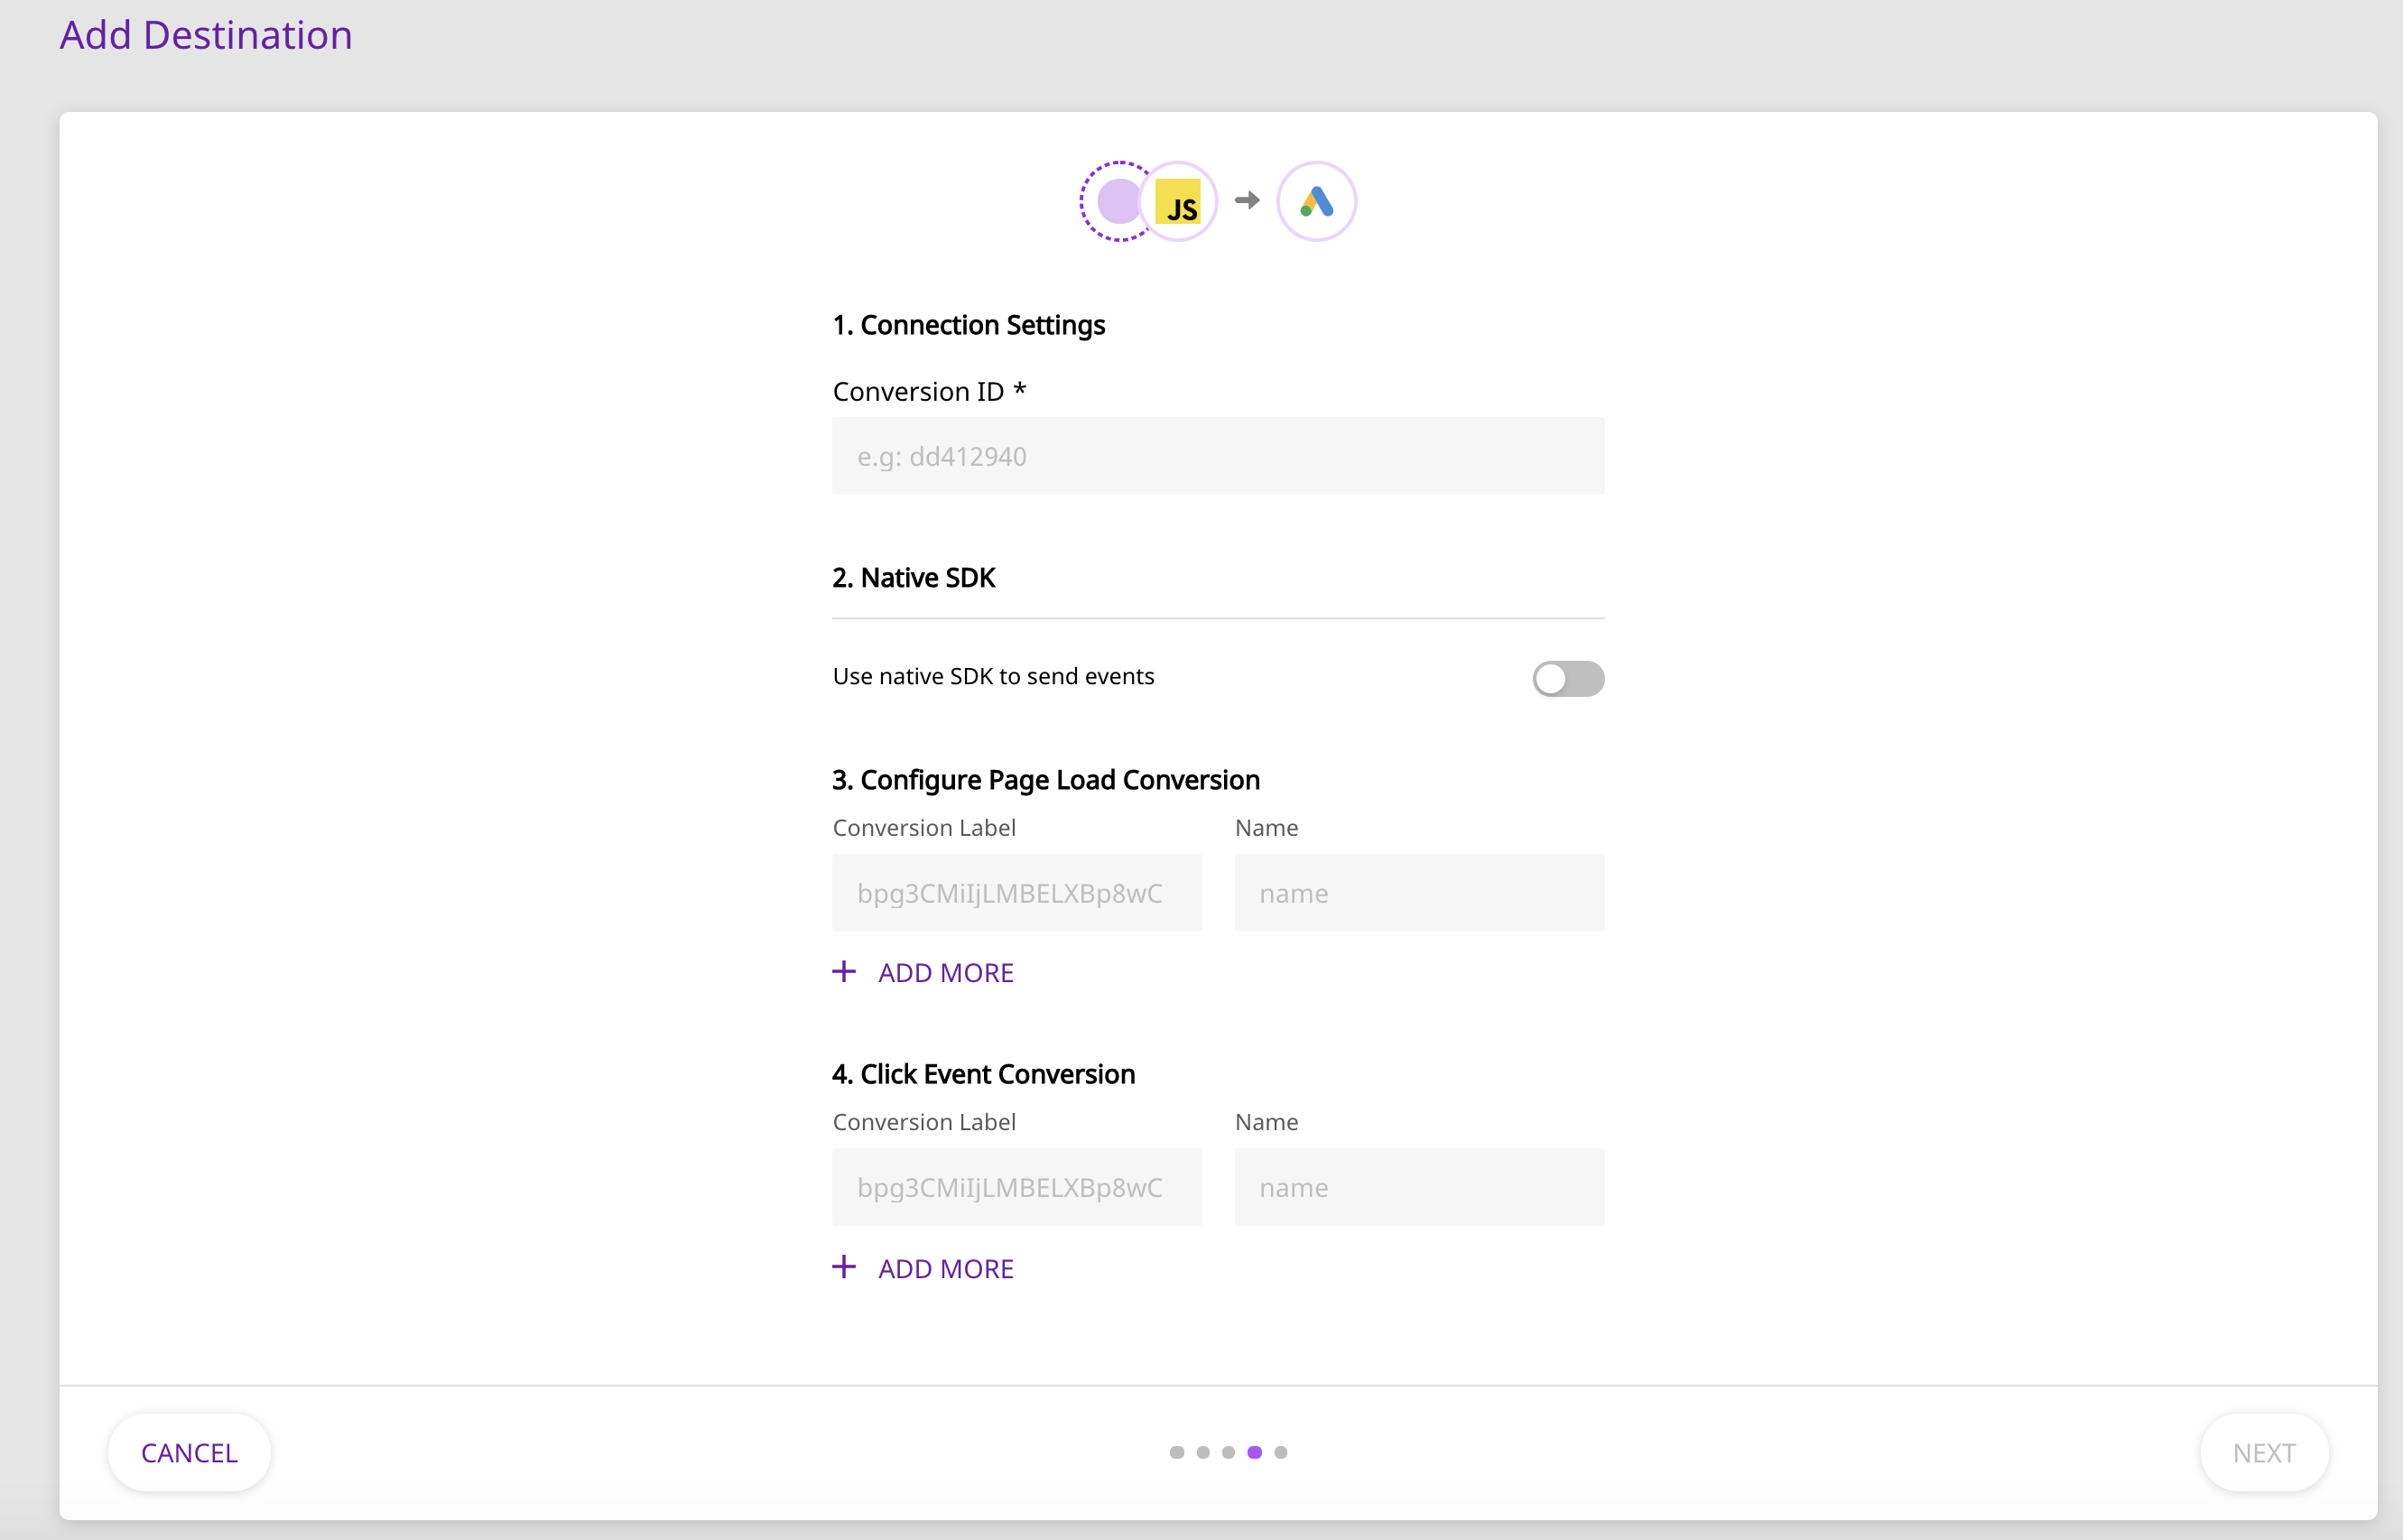 Add Destination
JS
1. Connection Settings
Conversion ID *
e.g: dd412940
2. Native SDK
Use native SDK to send events
3. Configure Page Load Conversion
Conversion Label Name
bpg3CMiIjLMBELXBp8wC name
+ ADD MORE
4. Click Event Conversion
Conversion Label Name
bpg3CMiIjLMBELXBp8wC name
+ ADD MORE
CANCEL NEXT